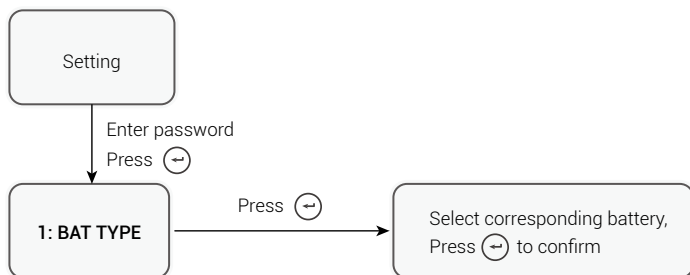 Setting
Enter password
Press
1: BAT TYPE
Press
Select corresponding battery,
Press to confirm